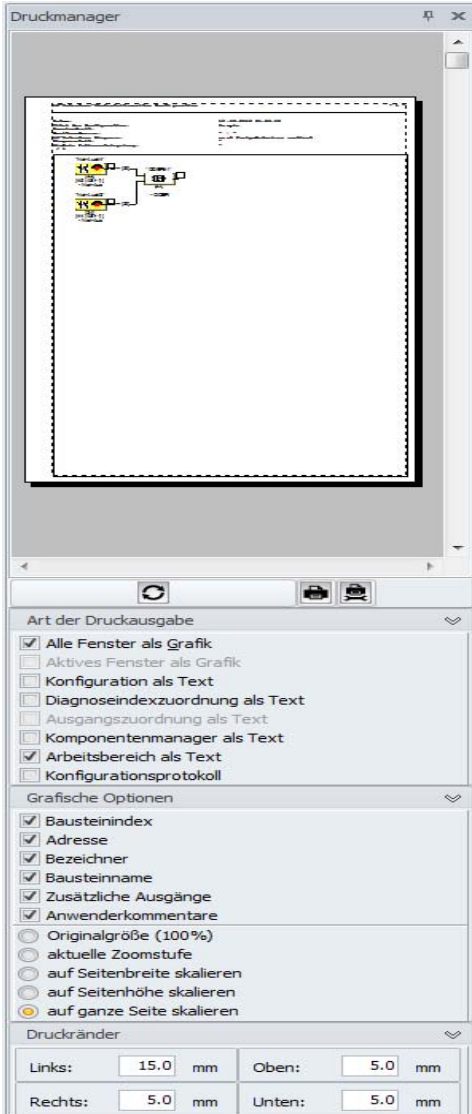 Druckmanager
Art der Druckausgabe
Alle Fenster als Grafik
Aktives Fenster als Grafik
Konfiguration als Text
Diagnoseindexzuordnung als Text
Ausgangszuordnung als Text
Komponentenmanager als Text
Arbeitsbereich als Text
Konfigurationsprotokoll
Grafische Optionen
Bausteinindex
Adresse
Bezeichner
Bausteinname
Zusätzliche Ausgänge
Anwenderkommentare
Originalgröße (100%)
aktuelle Zoomstufe
auf Seitenbreite skalieren
auf Seitenhöhe skalieren
auf ganze Seite skalieren
Druckränder
Links: 15.0 mm Oben: 5.0 mm
Rechts: 5.0 mm Unten: 5.0 mm